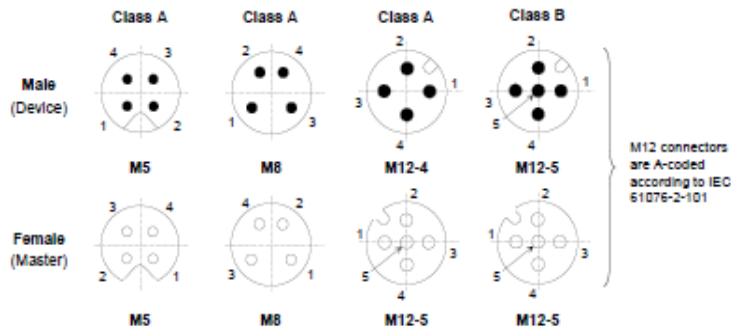 Class A Class A Class A Class B
4 3 2 4 2 2
Male
(Device)
1 1
3 3
1 2 1 3 5
4 4
M5 M8 M12-4 M12-5
M12 connectors
are A-coded
according to IEC
61076-2-101
3 4 4 2 2 2
Female
(Master)
1 3 1 3
2 1 3 1 5 5
4 4
M5 M8 M12-5 M12-5